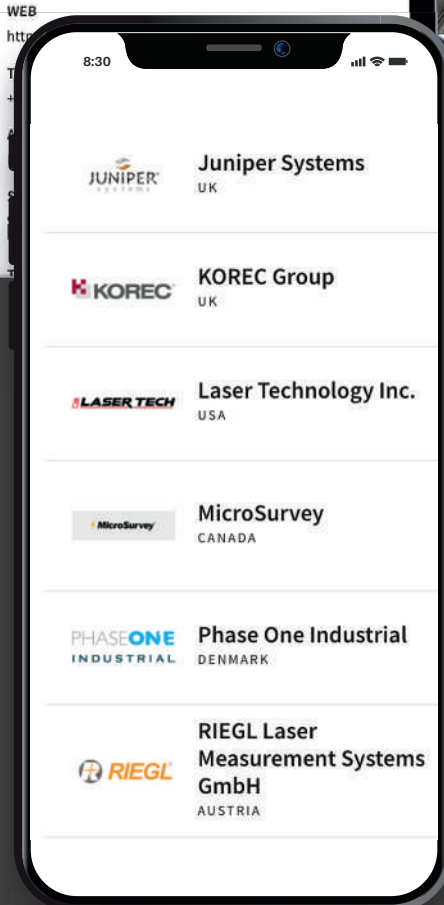 WEB
8:30
JUNIPER
systems
Juniper Systems
UK
KOREC
KOREC Group
UK
LASER TECH
Laser Technology Inc.
USA
MicroSurvey
MicroSurvey
CANADA
PHASEONE
INDUSTRIAL
Phase One Industrial
DENMARK
RIEGL
RIEGL Laser
Measurement Systems
GmbH
AUSTRIA